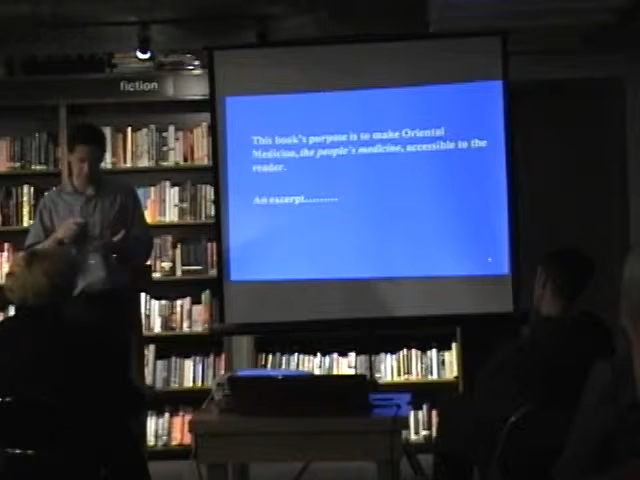 fiction
This book's purpose is to make Oriental
Medicine, the people's medicine, accessible to the
reader.
An excerpt..........